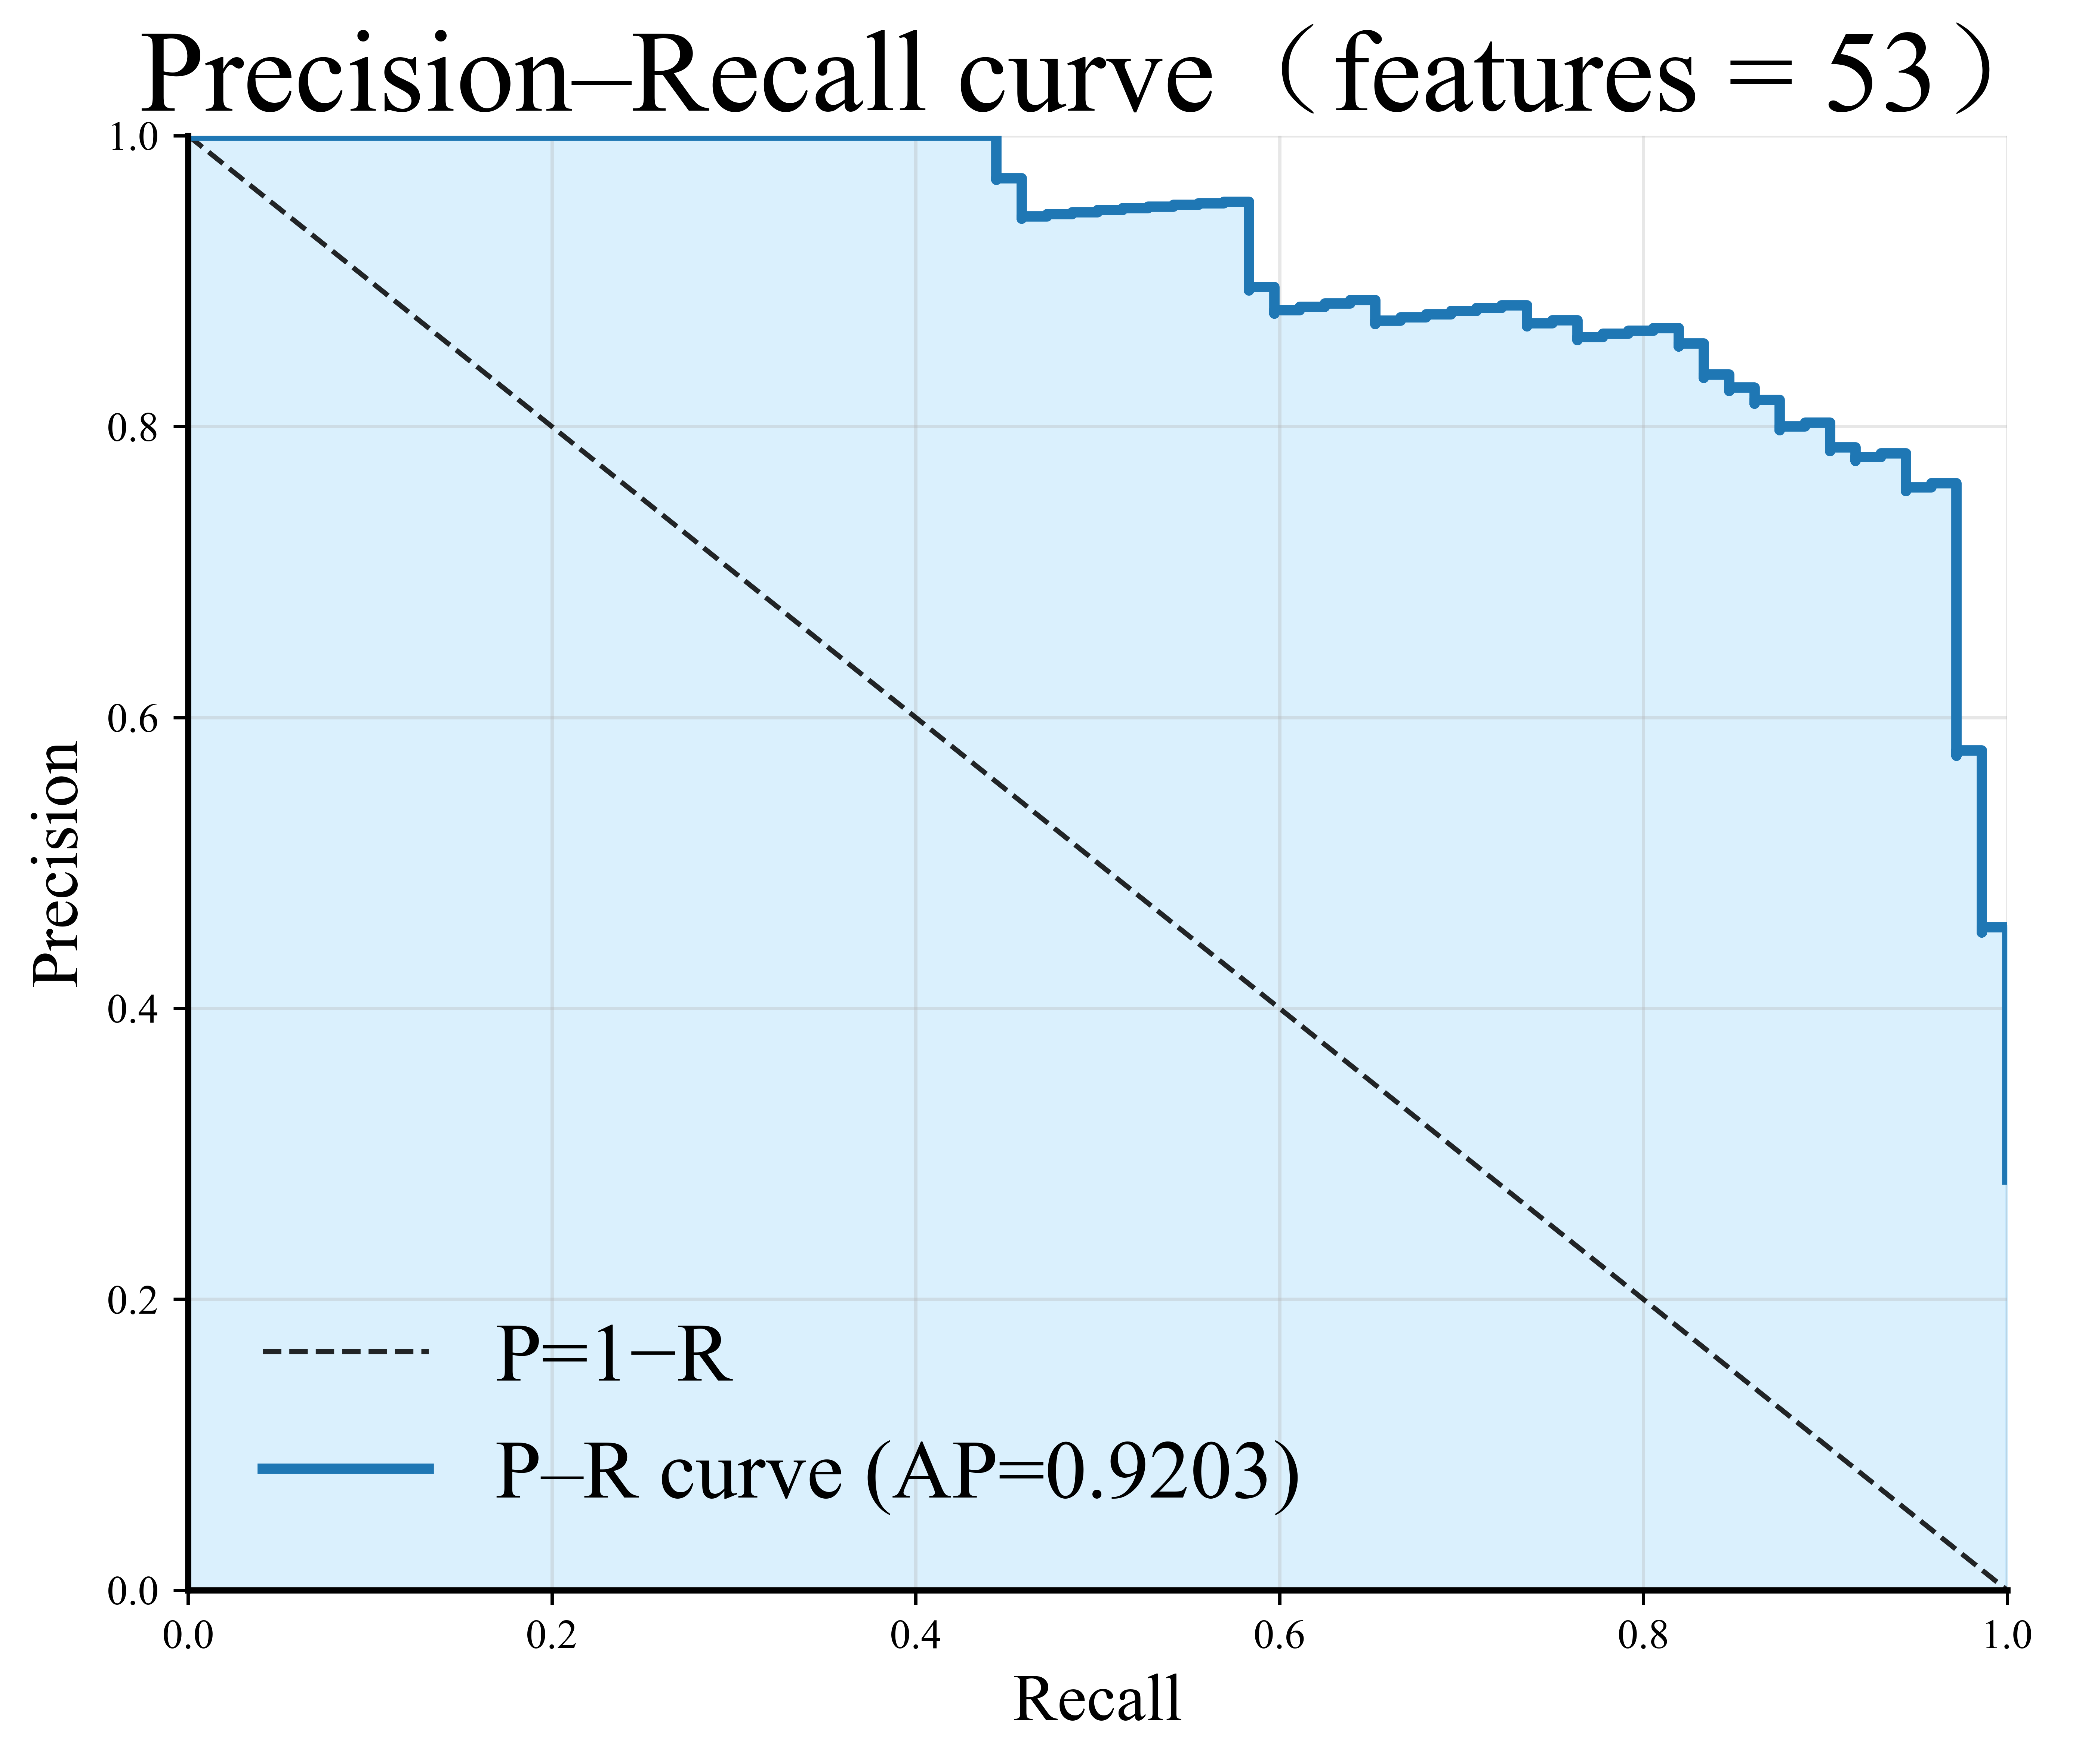 Precision–Recall curve（features = 53）
1.0
0.8
0.6
0.4
0.2
0.0
Precision
P=1−R
P–R curve (AP=0.9203)
0.0 0.2 0.4 0.6 0.8 1.0
Recall